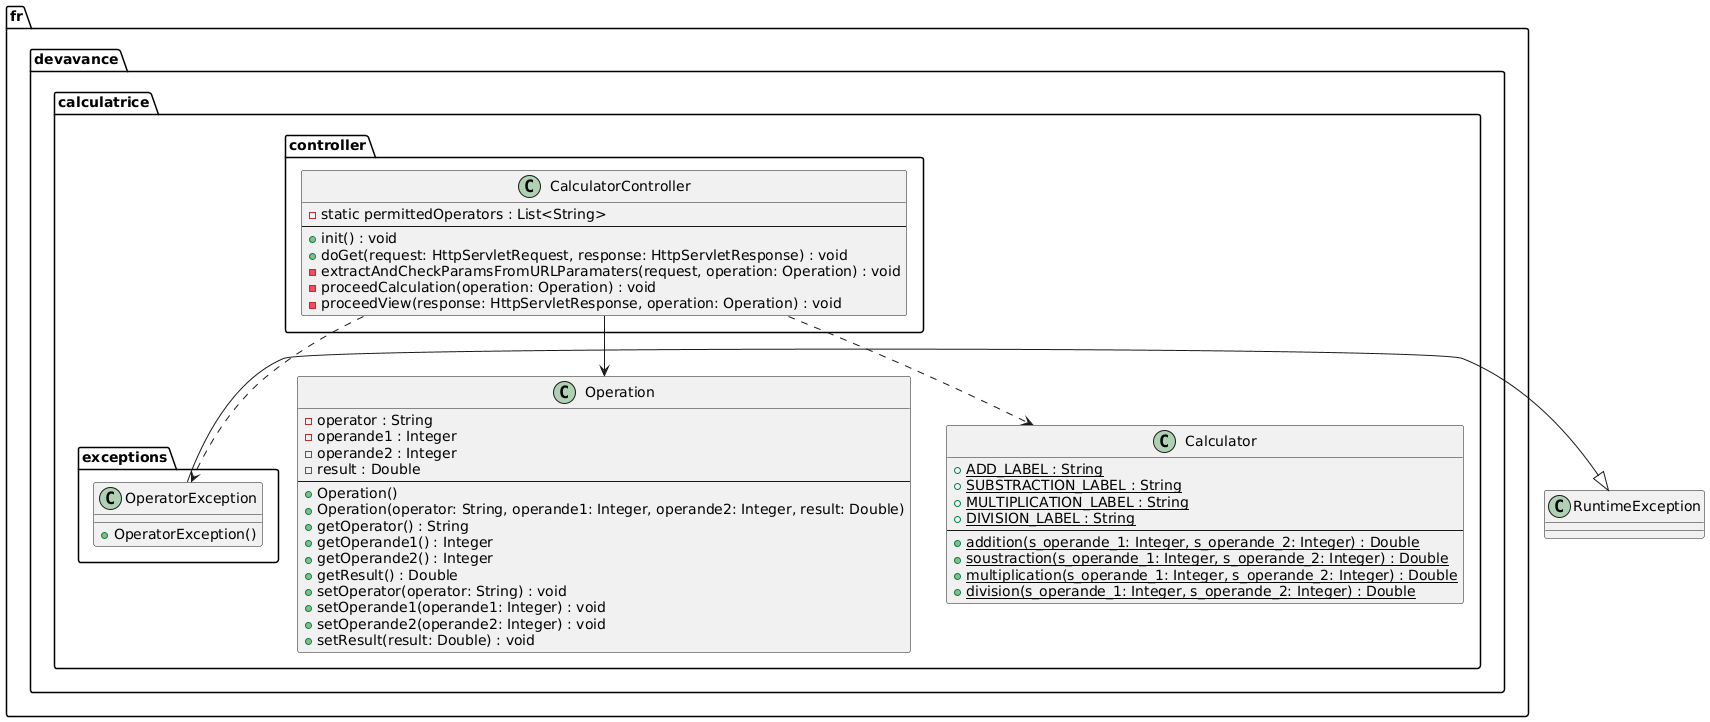 fr
devavance
calculatrice
controller
C CalculatorController
static permittedOperators : List<String>
init() : void
doGet(request: HttpServletRequest, response: HttpServletResponse) : void
extractAndCheckParamsFromURLParamaters(request, operation: Operation) : void
proceedCalculation(operation: Operation) : void
proceedView(response: HttpServletResponse, operation: Operation) : void
exceptions
C OperatorException
OperatorException()
C Operation
operator : String
operande1 : Integer
operande2 : Integer
result : Double
Operation()
Operation(operator: String, operande1: Integer, operande2: Integer, result: Double)
getOperator() : String
getOperande1() : Integer
getOperande2() : Integer
getResult() : Double
setOperator(operator: String) : void
setOperande1(operande1: Integer) : void
setOperande2(operande2: Integer) : void
setResult(result: Double) : void
C Calculator
ADD_LABEL : String
SUBSTRACTION_LABEL : String
MULTIPLICATION_LABEL : String
DIVISION_LABEL : String
addition(s_operande_1: Integer, s_operande_2: Integer) : Double
soustraction(s_operande_1: Integer, s_operande_2: Integer) : Double
multiplication(s_operande_1: Integer, s_operande_2: Integer) : Double
division(s_operande_1: Integer, s_operande_2: Integer) : Double
C RuntimeException